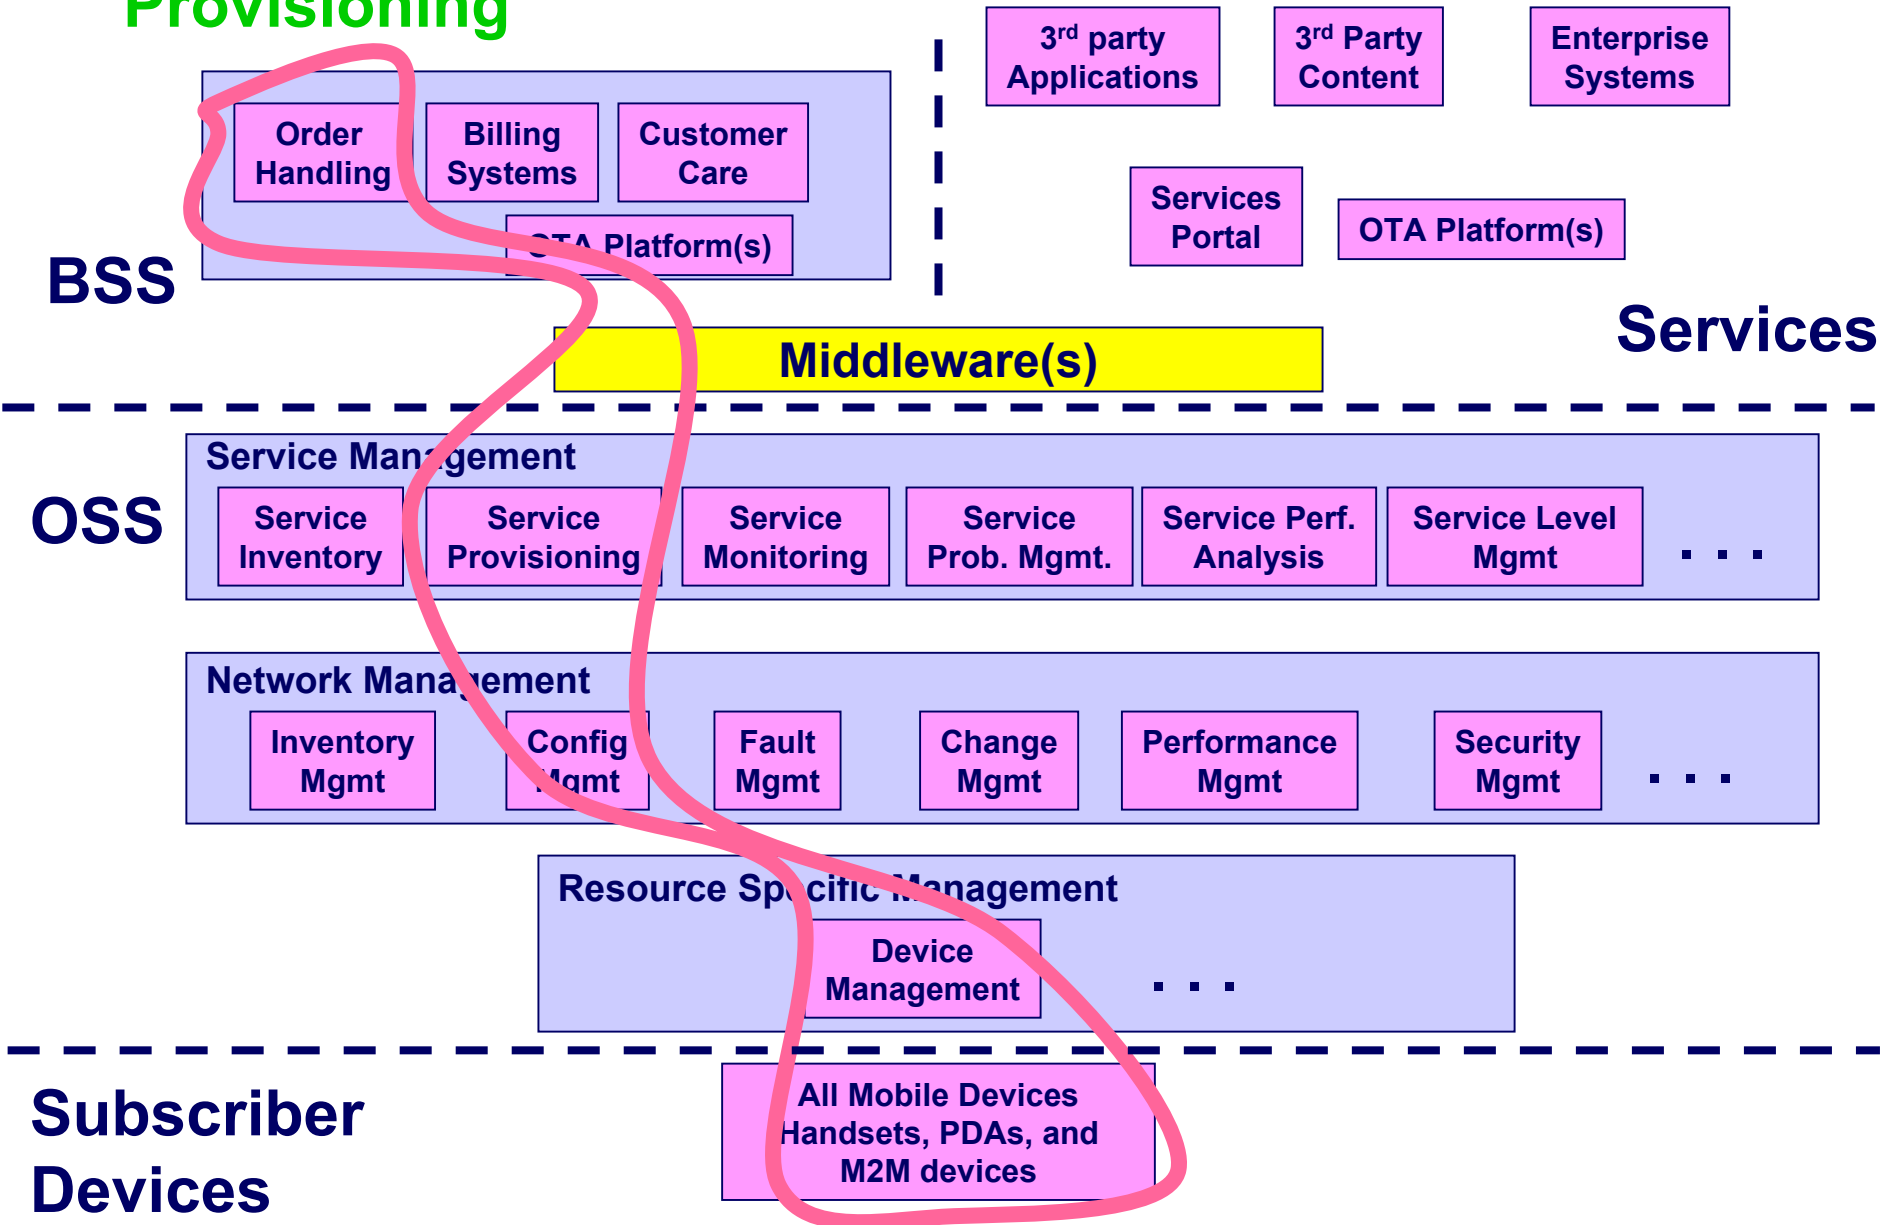 Provisioning
3rd party
Applications
3rd Party
Content
Enterprise
Systems
Order
Handling
Billing
Systems
Customer
Care
OTA Platform(s)
Services
Portal
OTA Platform(s)
BSS
Services
Middleware(s)
Service Management
OSS
Service
Inventory
Service
Provisioning
Service
Monitoring
Service
Prob. Mgmt.
Service Perf.
Analysis
Service Level
Mgmt
. . .
Network Management
Inventory
Mgmt
Config
Mgmt
Fault
Mgmt
Change
Mgmt
Performance
Mgmt
Security
Mgmt
. . .
Resource Specific Management
Device
Management
. . .
Subscriber
Devices
All Mobile Devices
Handsets, PDAs, and
M2M devices